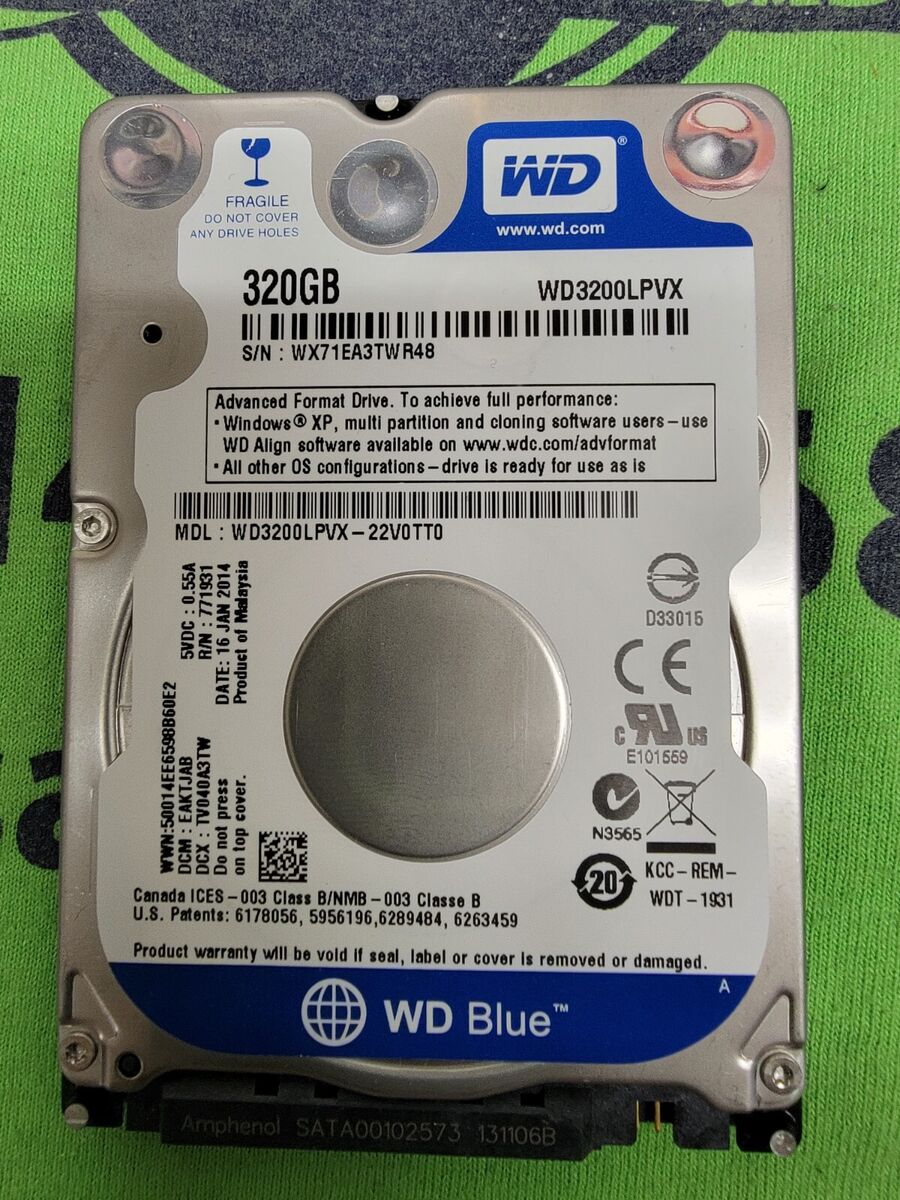 FRAGILE
DO NOT COVER
ANY DRIVE HOLES
WD®
www.wd.com
320GB
WD3200LPVX
S/N : WX71EA3TWR48
Advanced Format Drive. To achieve full performance:
• Windows® XP, multi partition and cloning software users – use
WD Align software available on www.wdc.com/advformat
• All other OS configurations – drive is ready for use as is
MDL : WD3200LPVX – 22V0TT0
5VDC : 0.55A
R/N : 771931
DATE: 16 JAN 2014
Product of Malaysia
WWN:50014EE6598B60E2
DCM : EAKTJAB
DCX : TV040A3TW
Do not press
on top cover.
D33015
CE
c RU US
E101559
N3565
20
KCC – REM –
WDT – 1931
Canada ICES – 003 Class B/NMB – 003 Classe B
U.S. Patents: 6178056, 5956196,6289484, 6263459
Product warranty will be void if seal, label or cover is removed or damaged.
A
WD Blue™
Amphenol SATA00102573 131106B